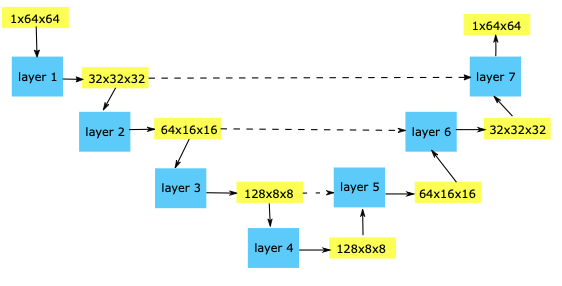 1x64x64
1x64x64
layer 1
32x32x32
layer 7
layer 2
64x16x16
layer 6
32x32x32
layer 3
128x8x8
layer 5
64x16x16
layer 4
128x8x8